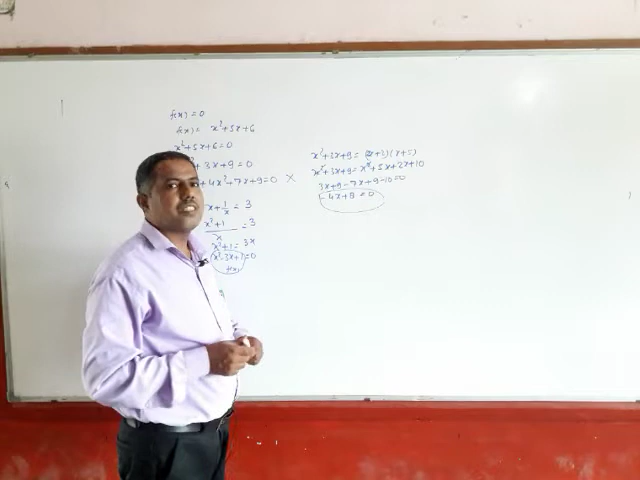 f(x) = 0
f(x) = x² + 5x + 6
x² + 5x + 6 = 0
+ 3x + 9 = 0
+ 4x² + 7x + 9 = 0 ×
x + 1/x = 3
x² + 1 / x = 3
x² + 1 = 3x
x² - 3x + 1 = 0
f(x)
x² + 3x + 9 = (x + 2) (x + 5)
x² + 3x + 9 = x² + 5x + 2x + 10
3x + 9 - 7x + 9 - 10 = 0
- 4x + 8 = 0